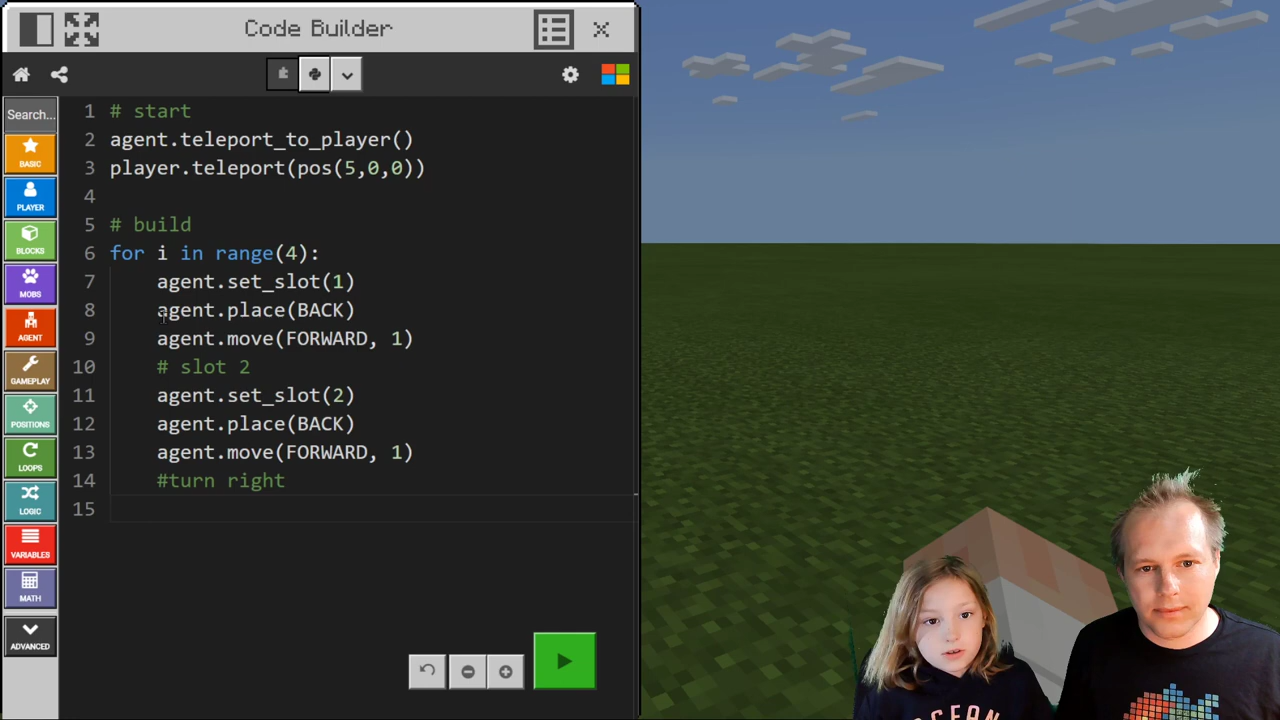 Code Builder
Search...
BASIC
PLAYER
BLOCKS
MOBS
AGENT
GAMEPLAY
POSITIONS
LOOPS
LOGIC
VARIABLES
MATH
ADVANCED
1 # start
2 agent.teleport_to_player()
3 player.teleport(pos(5,0,0))
4
5 # build
6 for i in range(4):
7 agent.set_slot(1)
8 agent.place(BACK)
9 agent.move(FORWARD, 1)
10 # slot 2
11 agent.set_slot(2)
12 agent.place(BACK)
13 agent.move(FORWARD, 1)
14 #turn right
15
OCEAN